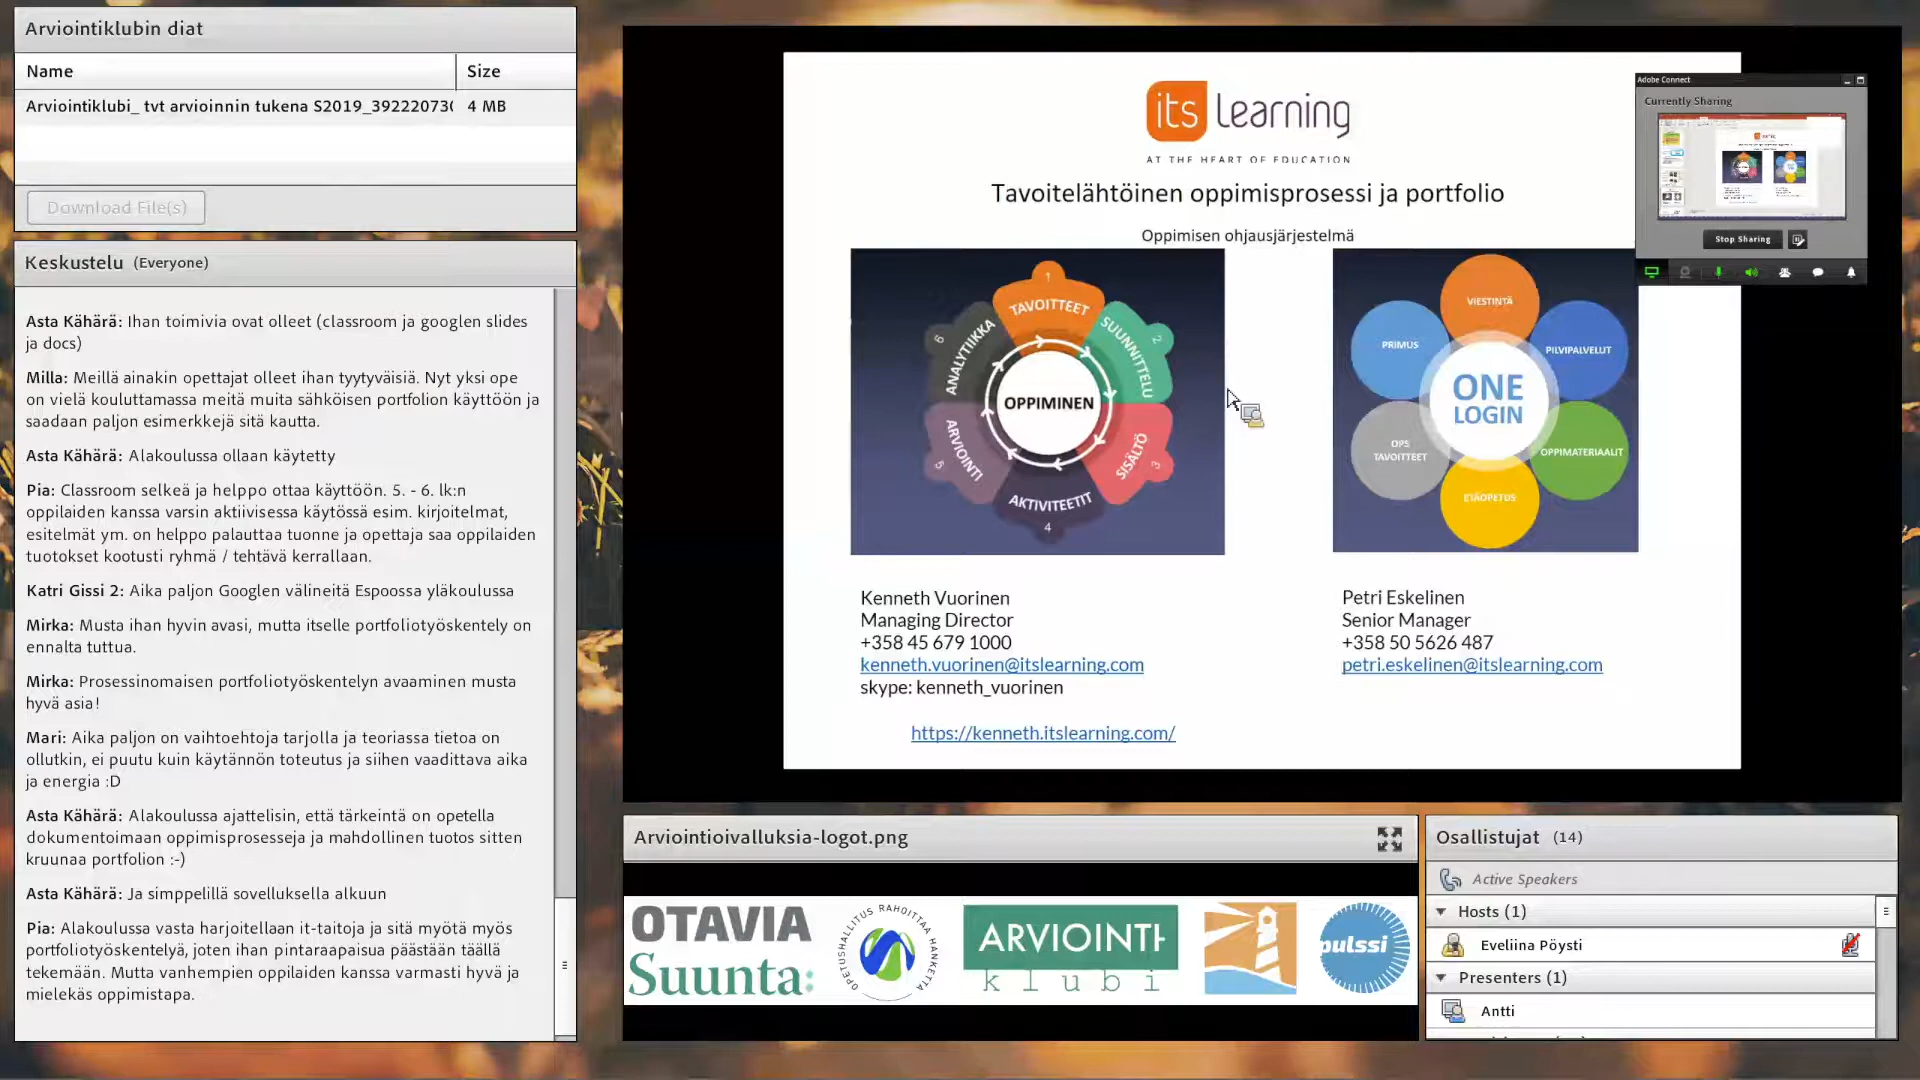 Arviointiklubin diat
Name
Size
Arviointiklubi_ tvt arvioinnin tukena S2019_39222073
4 MB
Download File(s)
Keskustelu (Everyone)
Asta Kähärä: Ihan toimivia ovat olleet (classroom ja googlen slides
ja docs)
Milla: Meillä ainakin opettajat olleet ihan tyytyväisiä. Nyt yksi ope
on vielä kouluttamassa meitä muita sähköisen portfolion käyttöön ja
saadaan paljon esimerkkejä sitä kautta.
Asta Kähärä: Alakoulussa ollaan käytetty
Pia: Classroom selkeä ja helppo ottaa käyttöön. 5. - 6. lk:n
oppilaiden kanssa varsin aktiivisessa käytössä esim. kirjoitelmat,
esitelmät ym. on helppo palauttaa tuonne ja opettaja saa oppilaiden
tuotokset kootusti ryhmä / tehtävä kerrallaan.
Katri Gissi 2: Aika paljon Googlen välineitä Espoossa yläkoulussa
Mirka: Musta ihan hyvin avasi, mutta itselle portfoliotyöskentely on
ennalta tuttua.
Mirka: Prosessinomaisen portfoliotyöskentelyn avaaminen musta
hyvä asia!
Mari: Aika paljon on vaihtoehtoja tarjolla ja teoriassa tietoa on
ollutkin, ei puutu kuin käytännön toteutus ja siihen vaadittava aika
ja energia :D
Asta Kähärä: Alakoulussa ajattelisin, että tärkeintä on opetella
dokumentoimaan oppimisprosesseja ja mahdollinen tuotos sitten
kruunaa portfolion :-)
Asta Kähärä: Ja simppelillä sovelluksella alkuun
Pia: Alakoulussa vasta harjoitellaan it-taitoja ja sitä myötä myös
portfoliotyöskentelyä, joten ihan pintaraapaisua päästään täällä
tekemään. Mutta vanhempien oppilaiden kanssa varmasti hyvä ja
mielekäs oppimistapa.
its Learning
AT THE HEART OF EDUCATION
Tavoitelähtöinen oppimisprosessi ja portfolio
Oppimisen ohjausjärjestelmä
1
TAVOITTEET
2
SUUNNITTELU
3
SISÄLTÖ
4
AKTIVITEETIT
5
ARVIOINTI
6
ANALYTIIKKA
OPPIMINEN
VIESTINTÄ
PRIMUS
PILVIPALVELUT
ONE
LOGIN
OPS
TAVOITTEET
OPPIMATERIAALIT
ETÄOPETUS
Kenneth Vuorinen
Managing Director
+358 45 679 1000
kenneth.vuorinen@itslearning.com
skype: kenneth_vuorinen
https://kenneth.itslearning.com/
Petri Eskelinen
Senior Manager
+358 50 5626 487
petri.eskelinen@itslearning.com
Adobe Connect
Currently Sharing
Stop Sharing
Arviointioivalluksia-logot.png
OTAVIA
Suunta:
OPETUSHALLITUS RAHOITTAA HANKETTA
ARVIOINTI
klubi
pulssi
Osallistujat (14)
Active Speakers
Hosts (1)
Eveliina Pöysti
Presenters (1)
Antti